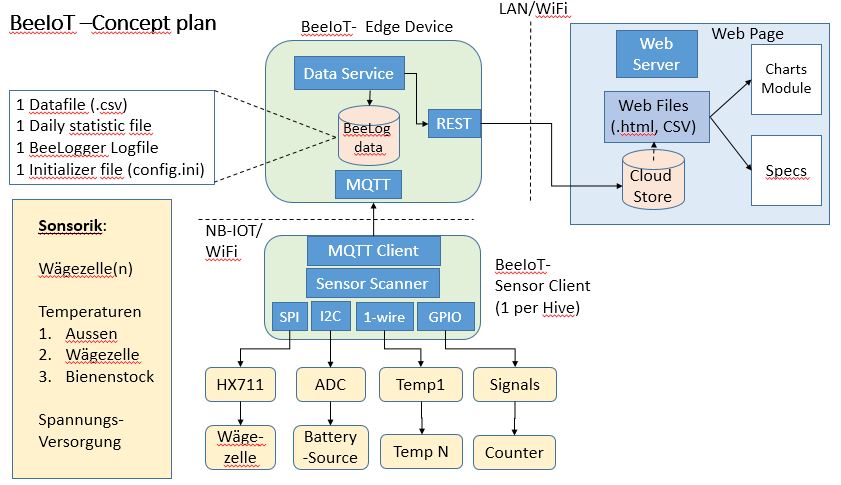 BeeIoT –Concept plan
BeeIoT- Edge Device
LAN/WiFi
Web Page
Data Service
BeeLog
data
REST
MQTT
1 Datafile (.csv)
1 Daily statistic file
1 BeeLogger Logfile
1 Initializer file (config.ini)
Web
Server
Web Files
(.html, CSV)
Cloud
Store
Charts
Module
Specs
NB-IOT/
WiFi
MQTT Client
Sensor Scanner
SPI
I2C
1-wire
GPIO
BeeIoT-
Sensor Client
(1 per Hive)
Sonsorik:
Wägezelle(n)
Temperaturen
1. Aussen
2. Wägezelle
3. Bienenstock
Spannungs-
Versorgung
HX711
ADC
Temp1
Signals
Wäge-
zelle
Battery
-Source
Temp N
Counter